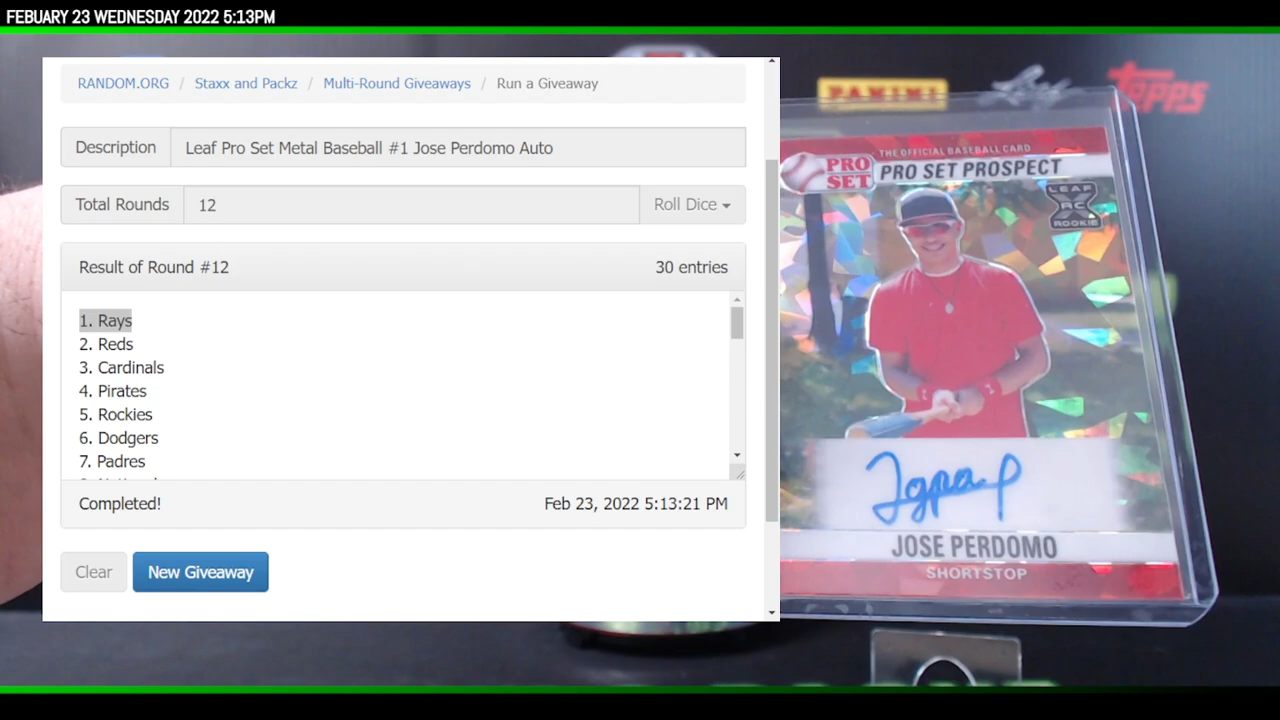 FEBUARY 23 WEDNESDAY 2022 5:13PM
RANDOM.ORG / Staxx and Packz / Multi-Round Giveaways / Run a Giveaway
Description Leaf Pro Set Metal Baseball #1 Jose Perdomo Auto
Total Rounds 12 Roll Dice
Result of Round #12 30 entries
1. Rays
2. Reds
3. Cardinals
4. Pirates
5. Rockies
6. Dodgers
7. Padres
Completed! Feb 23, 2022 5:13:21 PM
Clear New Giveaway
PANINI Leaf TOPPS
THE OFFICIAL BASEBALL CARD
PRO SET
PRO SET PROSPECT
LEAF
RC
ROOKIE
JOSE PERDOMO
SHORTSTOP